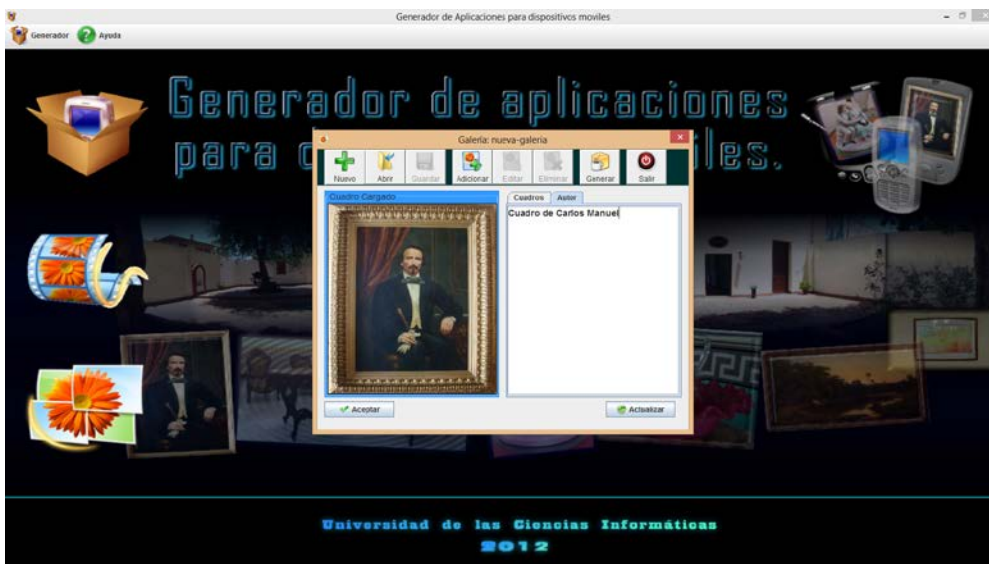 Generador de Aplicaciones para dispositivos moviles
Generador Ayuda
Generador de aplicaciones
para d iles.
Galería: nueva-galeria
Nuevo Abrir Guardar Adicionar Editar Eliminar Generar Salir
Cuadro Cargado
Cuadros Autor
Cuadro de Carlos Manuel
Aceptar Actualizar
Universidad de las Ciencias Informáticas
2012